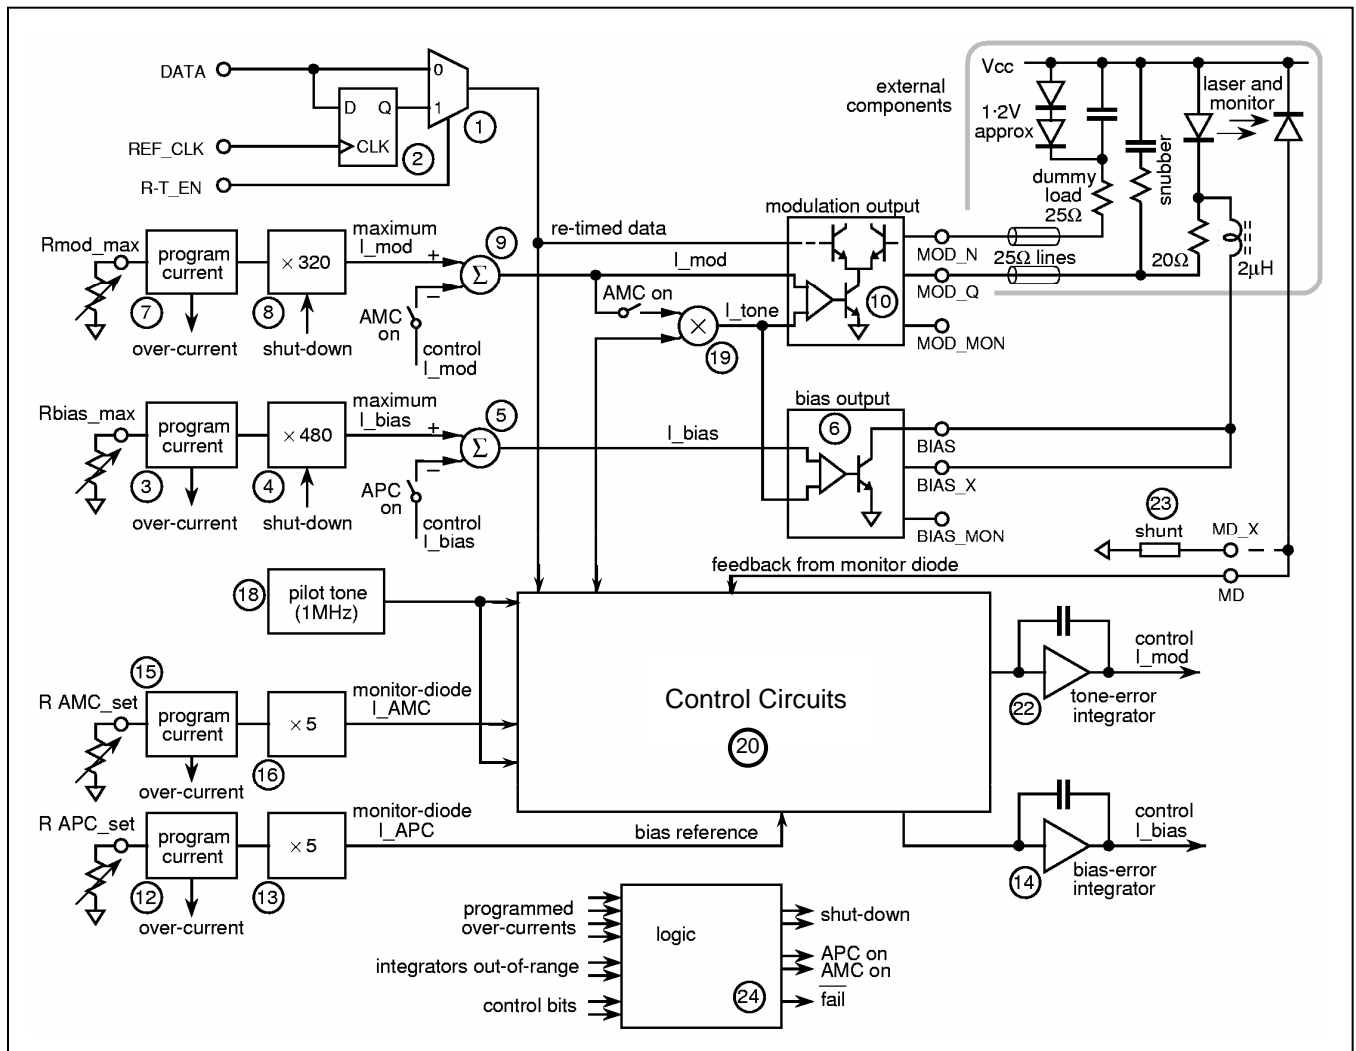 DATA
0
D Q
1
CLK
1
2
REF_CLK
R-T_EN
external
components
Vcc
1·2V
approx
laser and
monitor
snubber
dummy
load
25Ω
modulation output
re-timed data
MOD_N
25Ω lines
MOD_Q
20Ω
2μH
MOD_MON
10
Rmod_max
program
current
7
over-current
× 320
8
shut-down
maximum
I_mod
+
−
Σ
9
AMC
on
control
I_mod
I_mod
AMC on
I_tone
×
19
Rbias_max
program
current
3
over-current
× 480
4
shut-down
maximum
I_bias
+
−
Σ
5
APC
on
control
I_bias
I_bias
bias output
6
BIAS
BIAS_X
BIAS_MON
23
shunt
MD_X
MD
feedback from monitor diode
18
pilot tone
(1MHz)
15
R AMC_set
program
current
over-current
× 5
16
monitor-diode
I_AMC
Control Circuits
20
control
I_mod
22
tone-error
integrator
R APC_set
program
current
12
over-current
× 5
13
monitor-diode
I_APC
bias reference
control
I_bias
14
bias-error
integrator
programmed
over-currents
integrators out-of-range
control bits
logic
24
shut-down
APC on
AMC on
fail